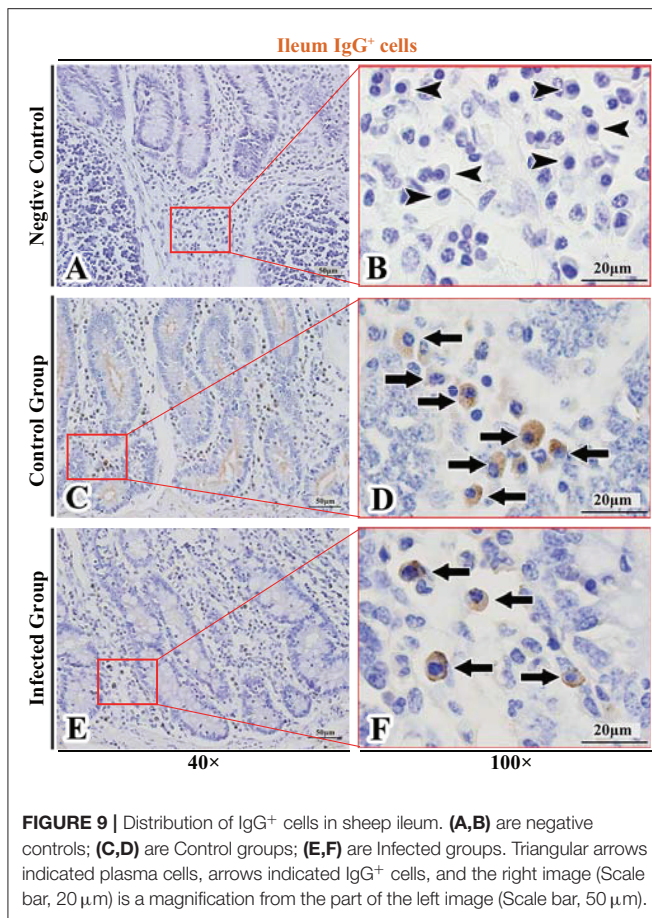 Ileum IgG⁺ cells
Negtive Control
A
50μm
B
20μm
Control Group
C
50μm
D
20μm
Infected Group
E
50μm
F
20μm
40×
100×
FIGURE 9 | Distribution of IgG⁺ cells in sheep ileum. (A,B) are negative
controls; (C,D) are Control groups; (E,F) are Infected groups. Triangular arrows
indicated plasma cells, arrows indicated IgG⁺ cells, and the right image (Scale
bar, 20 μm) is a magnification from the part of the left image (Scale bar, 50 μm).